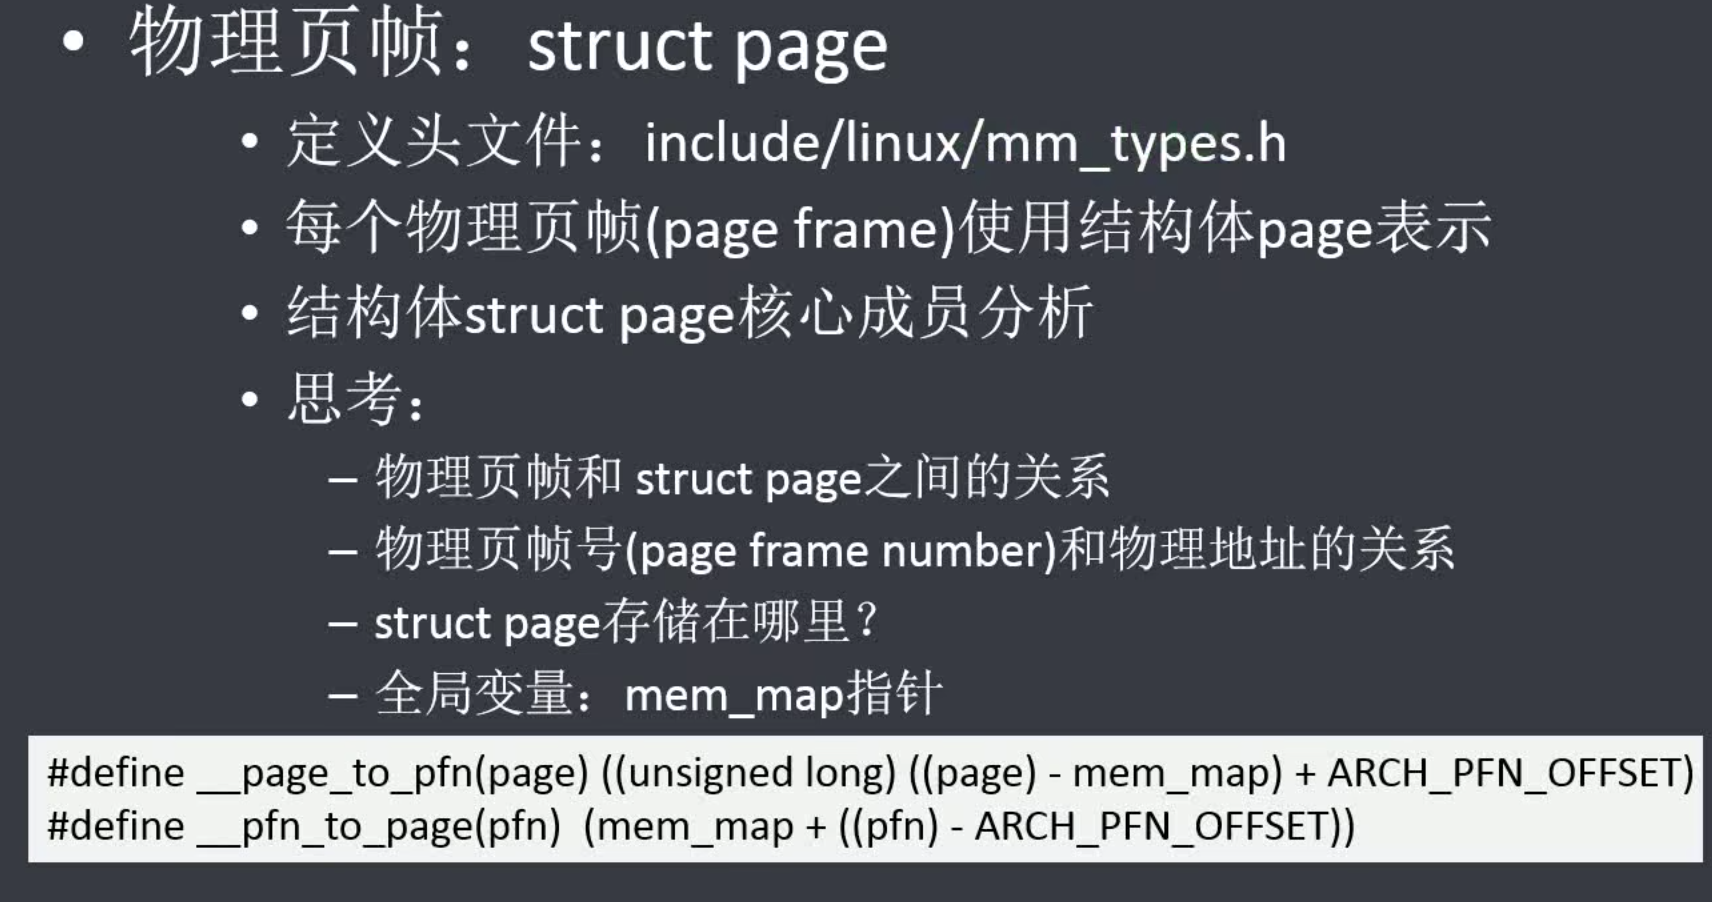 • 物理页帧： struct page
• 定义头文件： include/linux/mm_types.h
• 每个物理页帧(page frame)使用结构体page表示
• 结构体struct page核心成员分析
• 思考：
– 物理页帧和 struct page之间的关系
– 物理页帧号(page frame number)和物理地址的关系
– struct page存储在哪里？
– 全局变量： mem_map指针
#define __page_to_pfn(page) ((unsigned long) ((page) - mem_map) + ARCH_PFN_OFFSET)
#define __pfn_to_page(pfn) (mem_map + ((pfn) - ARCH_PFN_OFFSET))